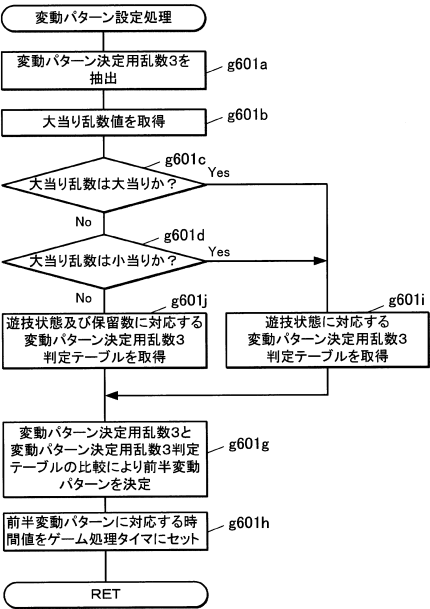 変動パターン設定処理
変動パターン決定用乱数3を
抽出
g601a
大当り乱数値を取得
g601b
g601c
大当り乱数は大当りか?
Yes
No
g601d
大当り乱数は小当りか?
Yes
No
g601j
遊技状態及び保留数に対応する
変動パターン決定用乱数3
判定テーブルを取得
g601i
遊技状態に対応する
変動パターン決定用乱数3
判定テーブルを取得
変動パターン決定用乱数3と
変動パターン決定用乱数3判定
テーブルの比較により前半変動
パターンを決定
g601g
前半変動パターンに対応する時
間値をゲーム処理タイマにセット
g601h
RET